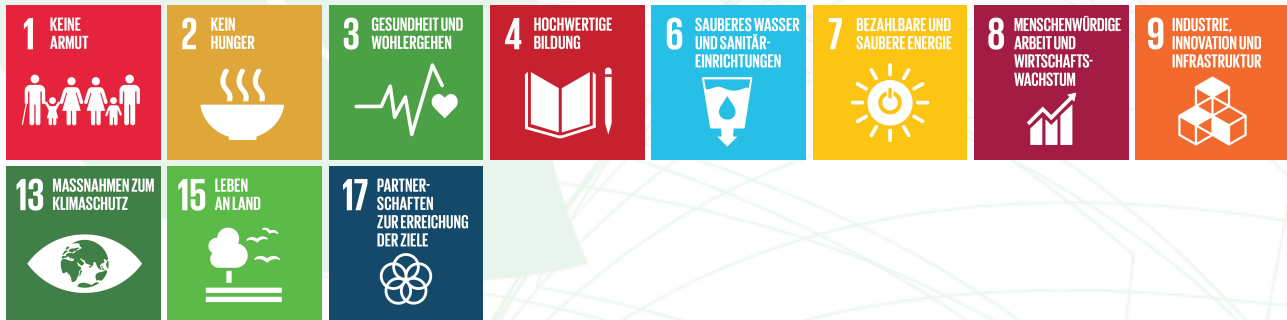 1 KEINE
ARMUT
2 KEIN
HUNGER
3 GESUNDHEIT UND
WOHLERGEHEN
4 HOCHWERTIGE
BILDUNG
6 SAUBERES WASSER
UND SANITÄR-
EINRICHTUNGEN
7 BEZAHLBARE UND
SAUBERE ENERGIE
8 MENSCHENWÜRDIGE
ARBEIT UND
WIRTSCHAFTS-
WACHSTUM
9 INDUSTRIE,
INNOVATION UND
INFRASTRUKTUR
13 MASSNAHMEN ZUM
KLIMASCHUTZ
15 LEBEN
AN LAND
17 PARTNER-
SCHAFTEN
ZUR ERREICHUNG
DER ZIELE